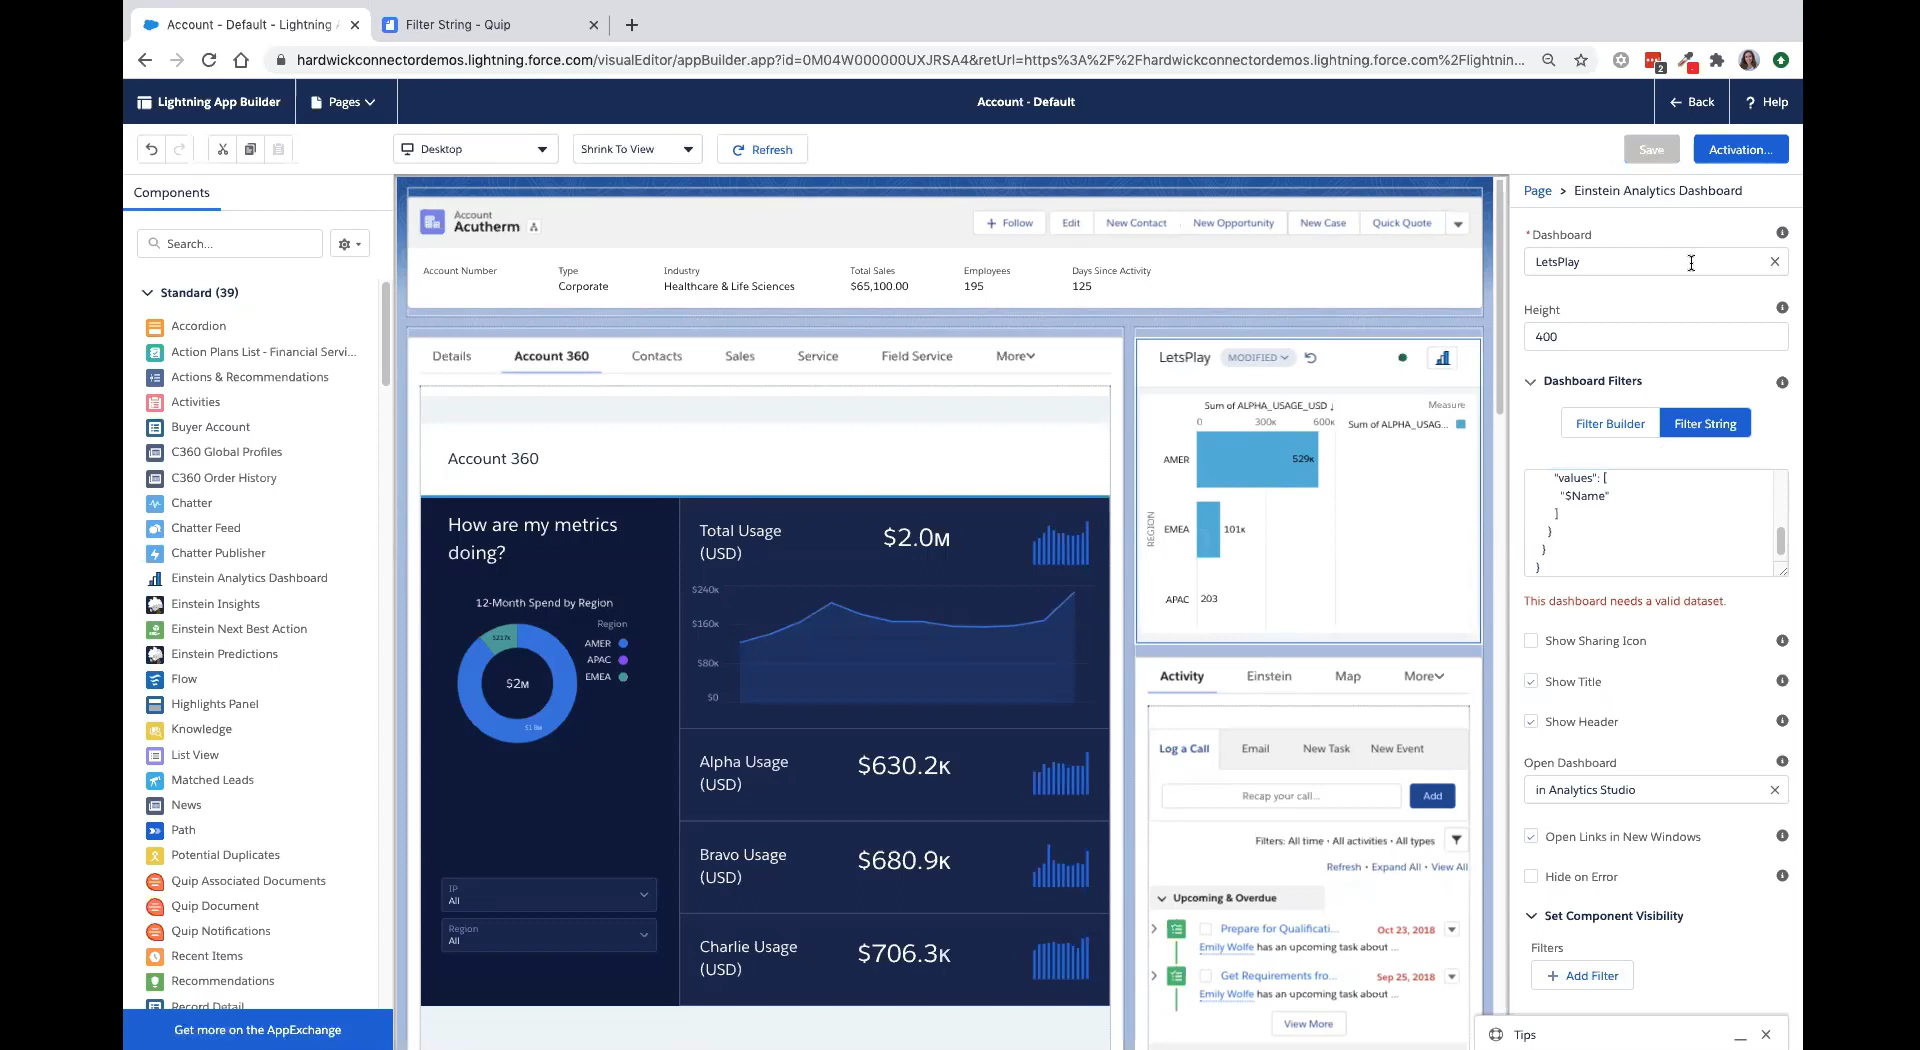 Account - Default - Lightning
Filter String - Quip
hardwickconnectordemos.lightning.force.com/visualEditor/appBuilder.app?id=0M04W000000UXJRSA4&retUrl=https%3A%2F%2Fhardwickconnectordemos.lightning.force.com%2Flightnin...
2
Lightning App Builder
Pages
Account - Default
Back
? Help
Desktop
Shrink To View
Refresh
Save
Activation...
Components
Search...
Standard (39)
Accordion
Action Plans List - Financial Servi...
Actions & Recommendations
Activities
Buyer Account
C360 Global Profiles
C360 Order History
Chatter
Chatter Feed
Chatter Publisher
Einstein Analytics Dashboard
Einstein Insights
Einstein Next Best Action
Einstein Predictions
Flow
Highlights Panel
Knowledge
List View
Matched Leads
News
Path
Potential Duplicates
Quip Associated Documents
Quip Document
Quip Notifications
Recent Items
Recommendations
Record Detail
Get more on the AppExchange
Account
Acutherm
+ Follow
Edit
New Contact
New Opportunity
New Case
Quick Quote
Account Number
Type
Corporate
Industry
Healthcare & Life Sciences
Total Sales
$65,100.00
Employees
195
Days Since Activity
125
Details
Account 360
Contacts
Sales
Service
Field Service
More
Account 360
How are my metrics
doing?
12-Month Spend by Region
Region
AMER
APAC
EMEA
$217K
$2M
$1.8M
IP
All
Region
All
Total Usage
(USD)
$2.0M
$240K
$160K
$80K
$0
Alpha Usage
(USD)
$630.2K
Bravo Usage
(USD)
$680.9K
Charlie Usage
(USD)
$706.3K
LetsPlay
MODIFIED
Sum of ALPHA_USAGE_USD ↓
0
300K
600K
Measure
Sum of ALPHA_USAG...
REGION
AMER
529K
EMEA
101K
APAC
203
Activity
Einstein
Map
More
Log a Call
Email
New Task
New Event
Recap your call...
Add
Filters: All time • All activities • All types
Refresh • Expand All • View All
Upcoming & Overdue
Prepare for Qualificati...
Oct 23, 2018
Emily Wolfe has an upcoming task about ...
Get Requirements fro...
Sep 25, 2018
Emily Wolfe has an upcoming task about ...
View More
Page > Einstein Analytics Dashboard
* Dashboard
LetsPlay
Height
400
Dashboard Filters
Filter Builder
Filter String
"values": [
"$Name"
]
}
}
}
This dashboard needs a valid dataset.
Show Sharing Icon
Show Title
Show Header
Open Dashboard
in Analytics Studio
Open Links in New Windows
Hide on Error
Set Component Visibility
Filters
+ Add Filter
Tips